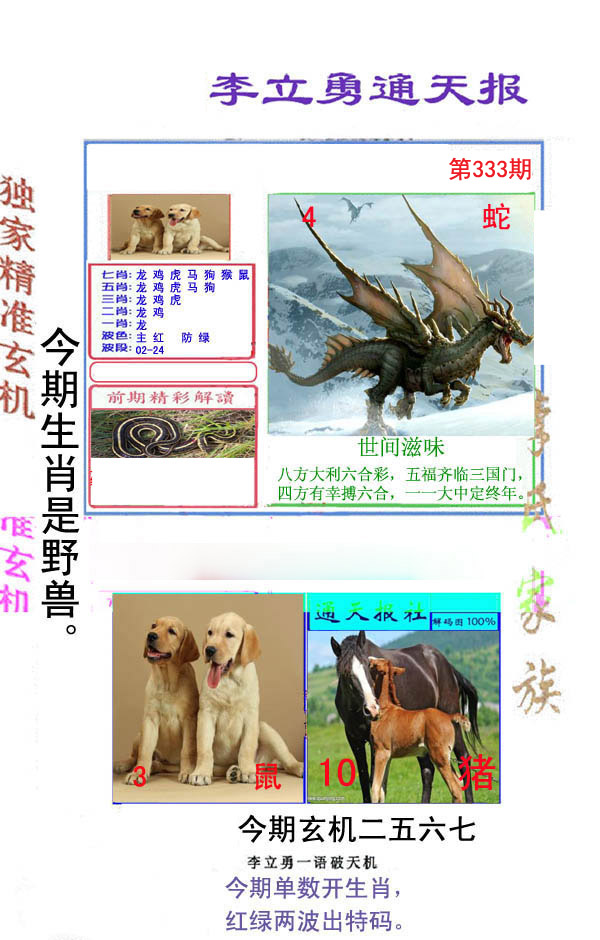 李立勇通天报
第333期
独家精准玄机
今期生肖是野兽。
4
蛇
七肖：龙 鸡 虎 马 狗 猴 鼠
五肖：龙 鸡 虎 马 狗
三肖：龙 鸡 虎
二肖：龙 鸡
一肖：龙
波色：主 红 防 绿
波段：02-24
前期精彩解讀
世间滋味
八方大利六合彩，五福齐临三国门，
四方有幸搏六合，一一大中定终年。
准玄机
家族
通天报社
解码图 100%
3
鼠
10
猪
今期玄机二五六七
李立勇一语破天机
今期单数开生肖，
红绿两波出特码。